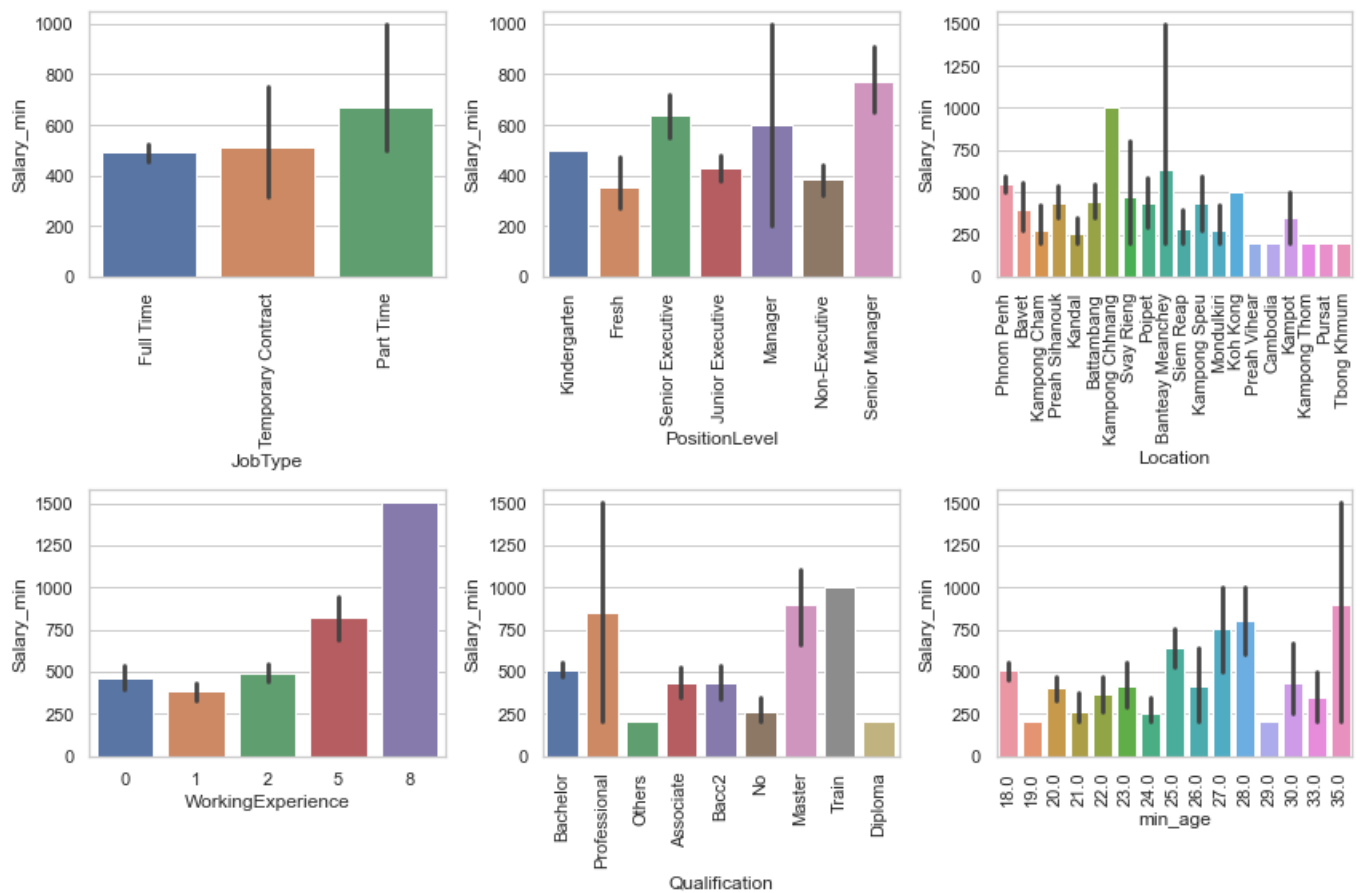 1000
800
600
400
200
0
Salary_min
Full Time
Temporary Contract
Part Time
JobType
1000
800
600
400
200
0
Salary_min
Kindergarten
Fresh
Senior Executive
Junior Executive
Manager
Non-Executive
Senior Manager
PositionLevel
1500
1250
1000
750
500
250
0
Salary_min
Phnom Penh
Bavet
Kampong Cham
Preah Sihanouk
Kandal
Battambang
Kampong Chhnang
Svay Rieng
Poipet
Banteay Meanchey
Siem Reap
Kampong Speu
Mondulkiri
Koh Kong
Preah Vihear
Cambodia
Kampot
Kampong Thom
Pursat
Tbong Khmum
Location
1500
1250
1000
750
500
250
0
Salary_min
0 1 2 5 8
WorkingExperience
1500
1250
1000
750
500
250
0
Salary_min
Bachelor
Professional
Others
Associate
Bacc2
No
Master
Train
Diploma
Qualification
1500
1250
1000
750
500
250
0
Salary_min
18.0
19.0
20.0
21.0
22.0
23.0
24.0
25.0
26.0
27.0
28.0
29.0
30.0
33.0
35.0
min_age